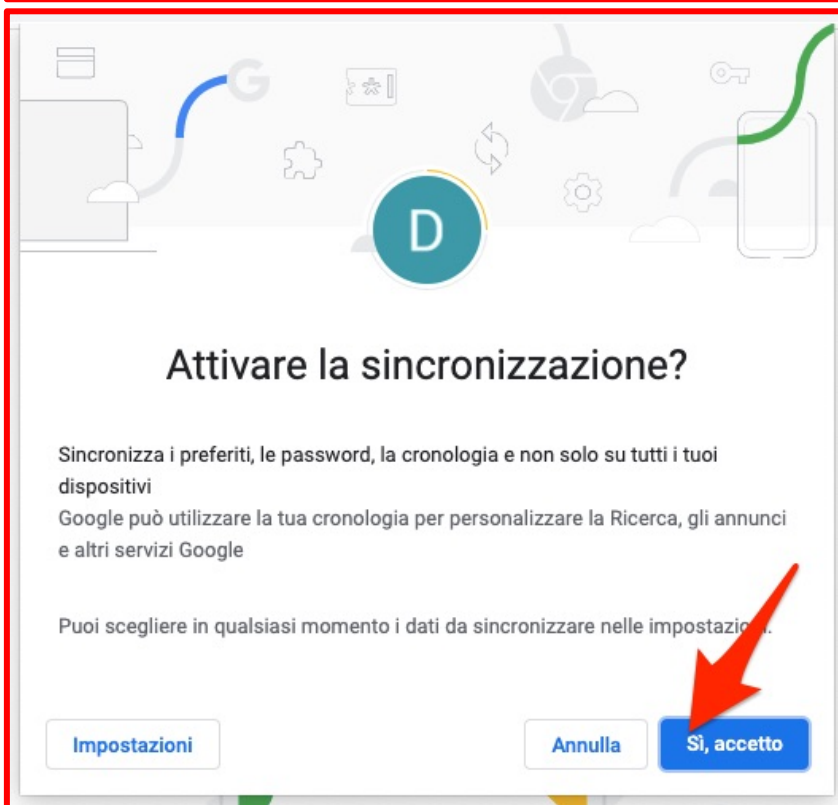 D
Attivare la sincronizzazione?
Sincronizza i preferiti, le password, la cronologia e non solo su tutti i tuoi
dispositivi
Google può utilizzare la tua cronologia per personalizzare la Ricerca, gli annunci
e altri servizi Google
Puoi scegliere in qualsiasi momento i dati da sincronizzare nelle impostazioni.
Impostazioni
Annulla
Sì, accetto